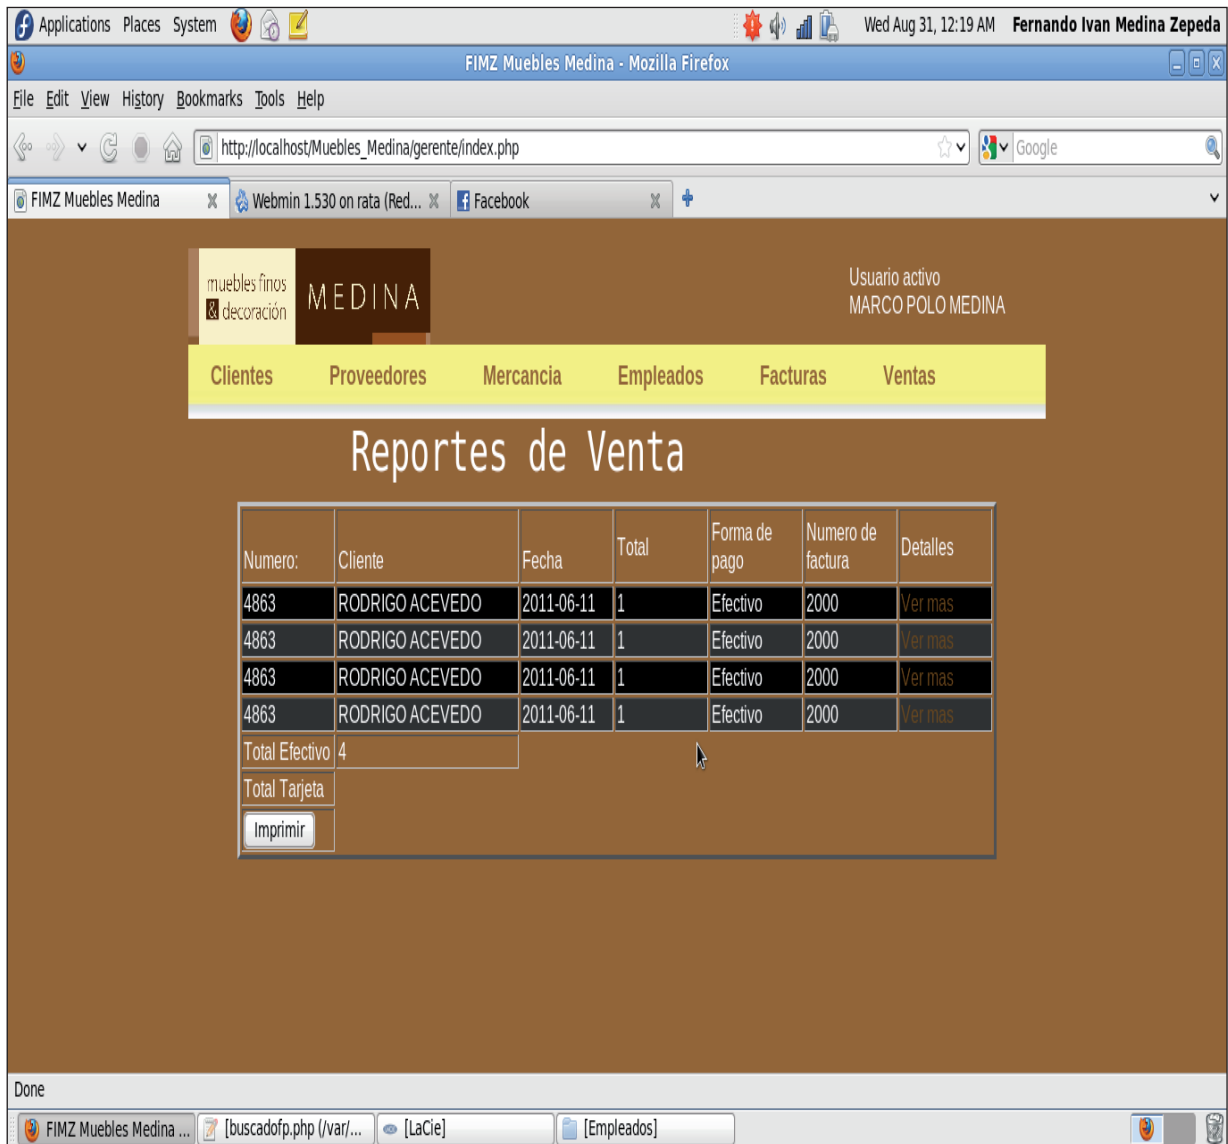 Applications Places System Wed Aug 31, 12:19 AM Fernando Ivan Medina Zepeda
FIMZ Muebles Medina - Mozilla Firefox
File Edit View History Bookmarks Tools Help
http://localhost/Muebles_Medina/gerente/index.php Google
FIMZ Muebles Medina Webmin 1.530 on rata (Red... Facebook
muebles finos
& decoración
MEDINA
Usuario activo
MARCO POLO MEDINA
Clientes Proveedores Mercancia Empleados Facturas Ventas
Reportes de Venta
Numero: Cliente Fecha Total Forma de pago Numero de factura Detalles
4863 RODRIGO ACEVEDO 2011-06-11 1 Efectivo 2000 Ver mas
4863 RODRIGO ACEVEDO 2011-06-11 1 Efectivo 2000 Ver mas
4863 RODRIGO ACEVEDO 2011-06-11 1 Efectivo 2000 Ver mas
4863 RODRIGO ACEVEDO 2011-06-11 1 Efectivo 2000 Ver mas
Total Efectivo 4
Total Tarjeta
Imprimir
Done
FIMZ Muebles Medina ... [buscadofp.php (/var/... [LaCie] [Empleados]